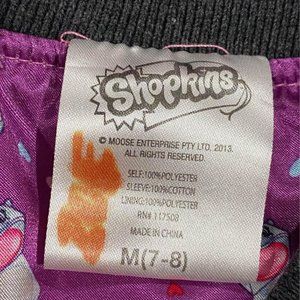 Shopkins
© MOOSE ENTERPRISE PTY LTD. 2013.
ALL RIGHTS RESERVED.
SELF:100%POLYESTER
SLEEVE:100%COTTON
LINING:100%POLYESTER
RN# 117508
MADE IN CHINA
M(7-8)